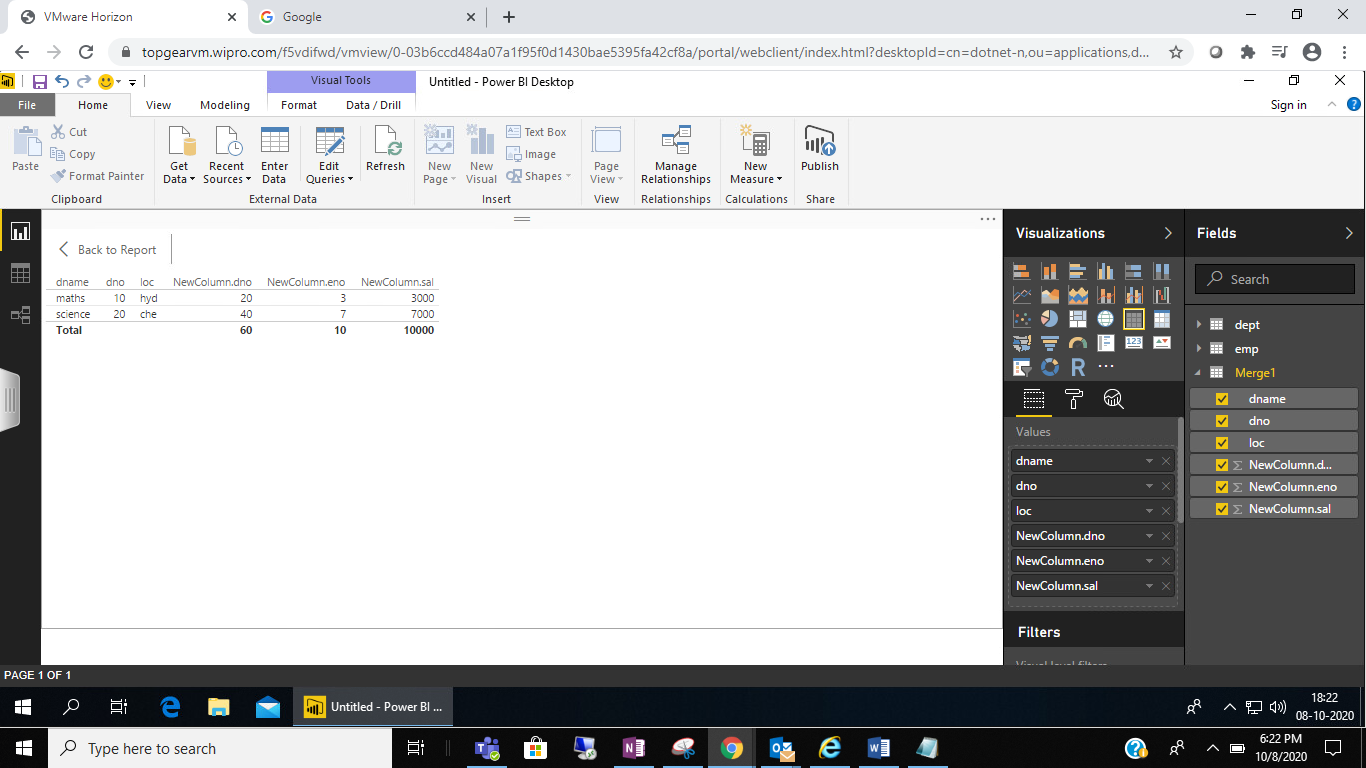 VMware Horizon
Google
topgearvm.wipro.com/f5vdifwd/vmview/0-03b6ccd484a07a1f95f0d1430bae5395fa42cf8a/portal/webclient/index.html?desktopId=cn=dotnet-n,ou=applications,d...
Visual Tools
Untitled - Power BI Desktop
File Home View Modeling Format Data / Drill Sign in
Paste
Cut
Copy
Format Painter
Clipboard
Get Data
Recent Sources
Enter Data
Edit Queries
Refresh
External Data
New Page
New Visual
Text Box
Image
Shapes
Insert
Page View
View
Manage Relationships
Relationships
New Measure
Calculations
Publish
Share
Back to Report
dname dno loc NewColumn.dno NewColumn.eno NewColumn.sal
maths 10 hyd 20 3 3000
science 20 che 40 7 7000
Total 60 10 10000
Visualizations
R
123
Values
dname
dno
loc
NewColumn.dno
NewColumn.eno
NewColumn.sal
Filters
Visual level filters
Fields
Search
dept
emp
Merge1
dname
dno
loc
Σ NewColumn.d...
Σ NewColumn.eno
Σ NewColumn.sal
PAGE 1 OF 1
Untitled - Power BI ...
18:22
08-10-2020
Type here to search
6:22 PM
10/8/2020